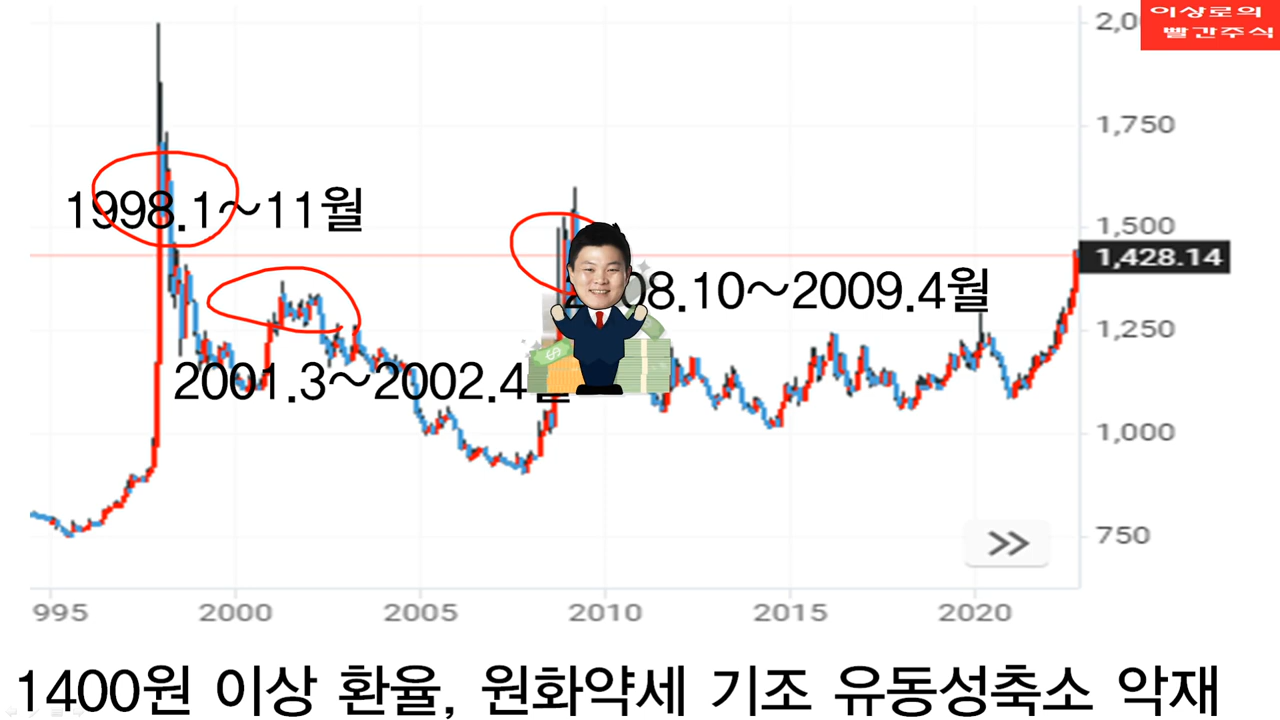 이상로의
빨간주식
2,0
1,750
1998.1~11월
1,500
1,428.14
08.10~2009.4월
1,250
2001.3~2002.4월
1,000
750
995
2000
2005
2010
2015
2020
1400원 이상 환율, 원화약세 기조 유동성축소 악재